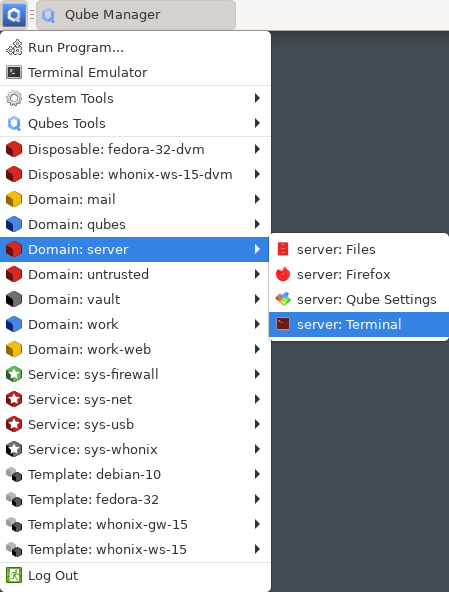 Qube Manager
Run Program...
Terminal Emulator
System Tools
Qubes Tools
Disposable: fedora-32-dvm
Disposable: whonix-ws-15-dvm
Domain: mail
Domain: qubes
Domain: server
Domain: untrusted
Domain: vault
Domain: work
Domain: work-web
Service: sys-firewall
Service: sys-net
Service: sys-usb
Service: sys-whonix
Template: debian-10
Template: fedora-32
Template: whonix-gw-15
Template: whonix-ws-15
Log Out
server: Files
server: Firefox
server: Qube Settings
server: Terminal